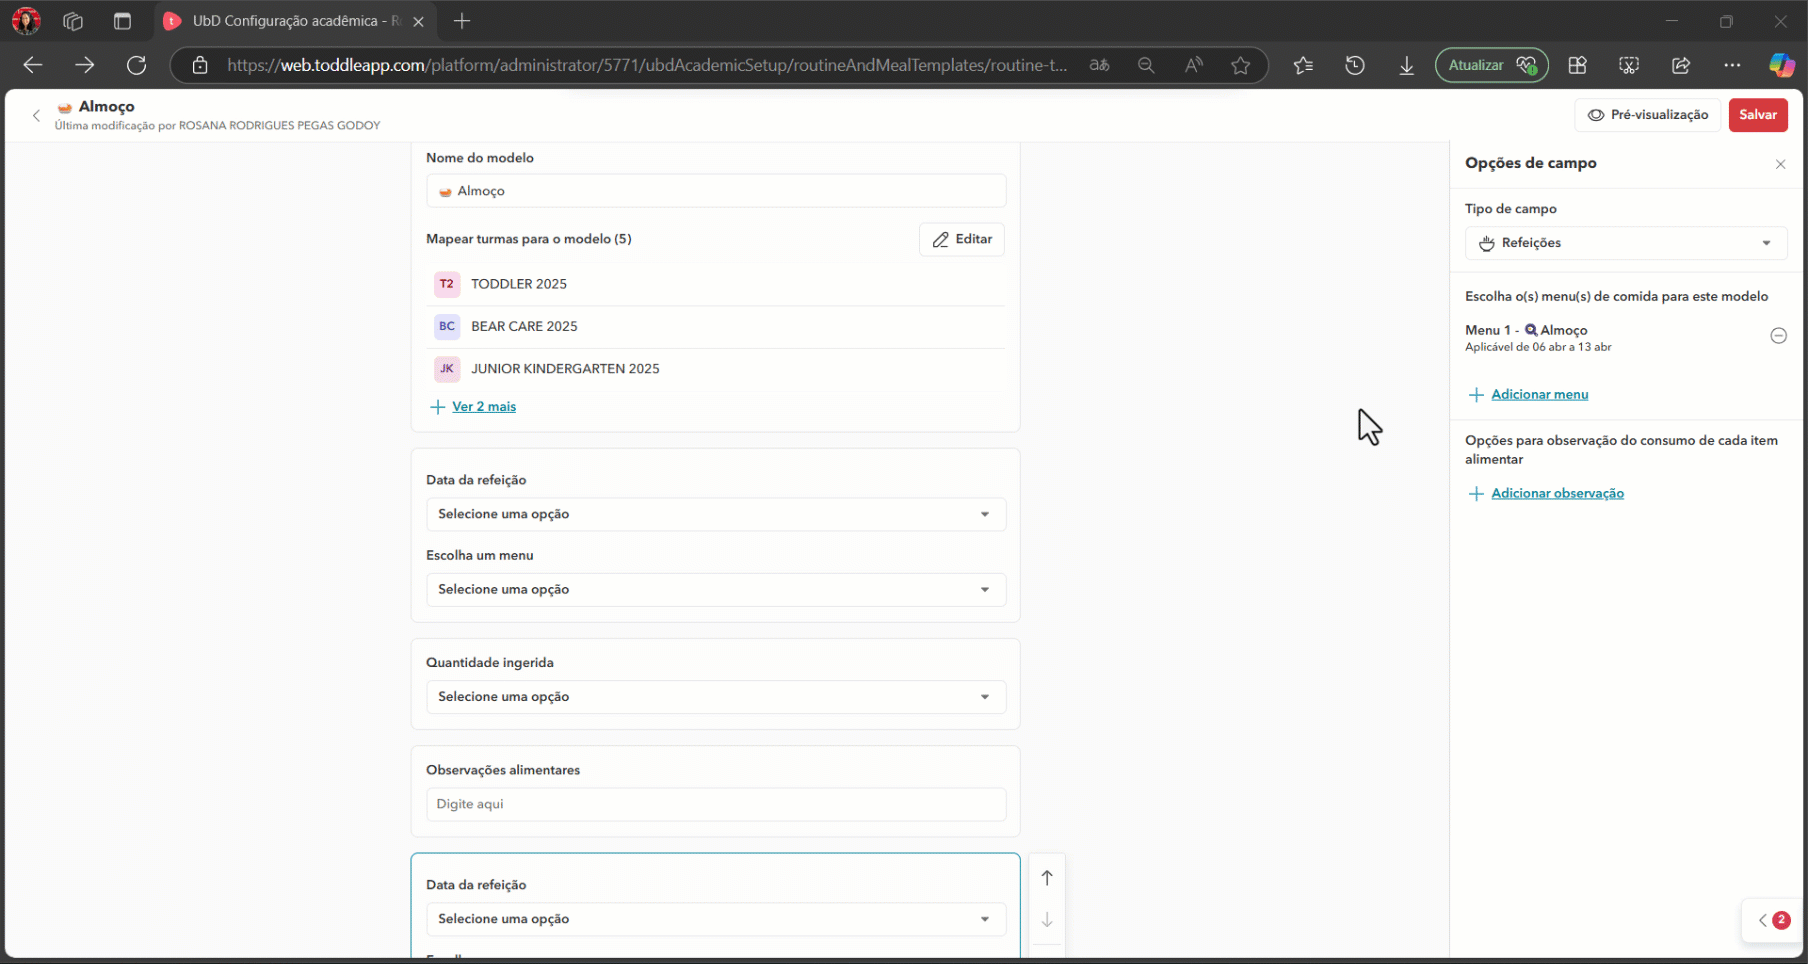 UbD Configuração acadêmica - R
https://web.toddleapp.com/platform/administrator/5771/ubdAcademicSetup/routineAndMealTemplates/routine-t...
Atualizar
Almoço
Última modificação por ROSANA RODRIGUES PEGAS GODOY
Pré-visualização
Salvar
Nome do modelo
Almoço
Mapear turmas para o modelo (5)
Editar
T2 TODDLER 2025
BC BEAR CARE 2025
JK JUNIOR KINDERGARTEN 2025
Ver 2 mais
Data da refeição
Selecione uma opção
Escolha um menu
Selecione uma opção
Quantidade ingerida
Selecione uma opção
Observações alimentares
Digite aqui
Data da refeição
Selecione uma opção
Opções de campo
Tipo de campo
Refeições
Escolha o(s) menu(s) de comida para este modelo
Menu 1 - Almoço
Aplicável de 06 abr a 13 abr
Adicionar menu
Opções para observação do consumo de cada item
alimentar
Adicionar observação
2